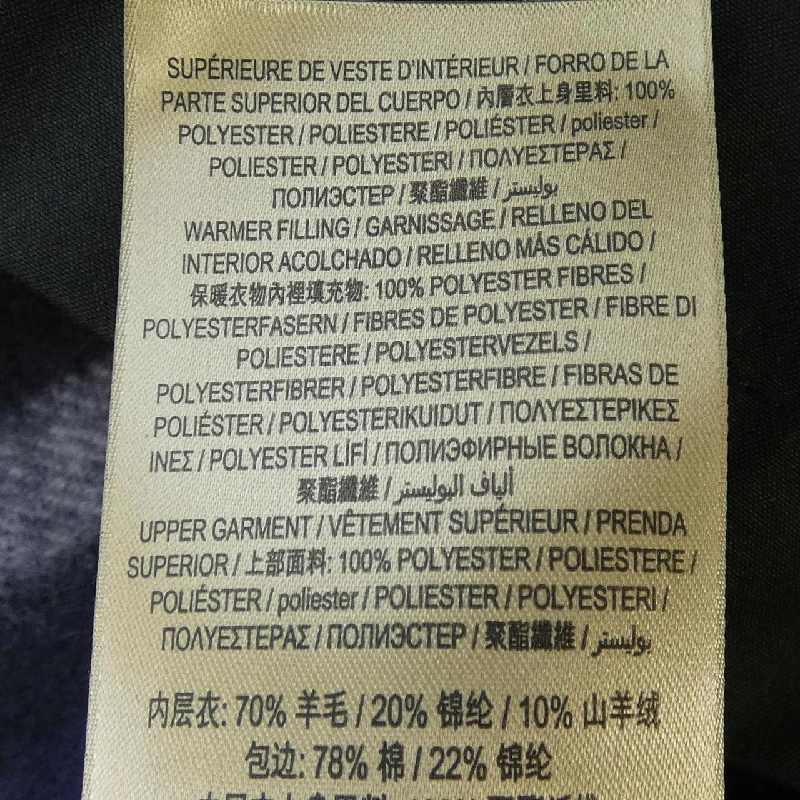 SUPÉRIEURE DE VESTE D'INTÉRIEUR / FORRO DE LA
PARTE SUPERIOR DEL CUERPO / 內層衣上身里料: 100%
POLYESTER / POLIESTERE / POLIÉSTER / poliester /
POLIESTER / POLYESTERI / ΠΟΛΥΕΣΤΕΡΑΣ /
ПОЛИЭСТЕР / 聚酯纖維 / بوليستر
WARMER FILLING / GARNISSAGE / RELLENO DEL
INTERIOR ACOLCHADO / RELLENO MÁS CÁLIDO /
保暖衣物內裡填充物: 100% POLYESTER FIBRES /
POLYESTERFASERN / FIBRES DE POLYESTER / FIBRE DI
POLIESTERE / POLYESTERVEZELS /
POLYESTERFIBRER / POLYESTERFIBRE / FIBRAS DE
POLIÉSTER / POLYESTERIKUIDUT / ΠΟΛΥΕΣΤΕΡΙΚΕΣ
ΙΝΕΣ / POLYESTER LİFİ / ПОЛИЭФИРНЫЕ ВОЛОКНА /
聚酯纖維 / ألياف البوليستر
UPPER GARMENT / VÊTEMENT SUPÉRIEUR / PRENDA
SUPERIOR / 上部面料: 100% POLYESTER / POLIESTERE /
POLIÉSTER / poliester / POLIESTER / POLYESTERI /
ΠΟΛΥΕΣΤΕΡΑΣ / ПОЛИЭСТЕР / 聚酯纖維 / بوليستر
内层衣: 70% 羊毛 / 20% 锦纶 / 10% 山羊绒
包边: 78% 棉 / 22% 锦纶